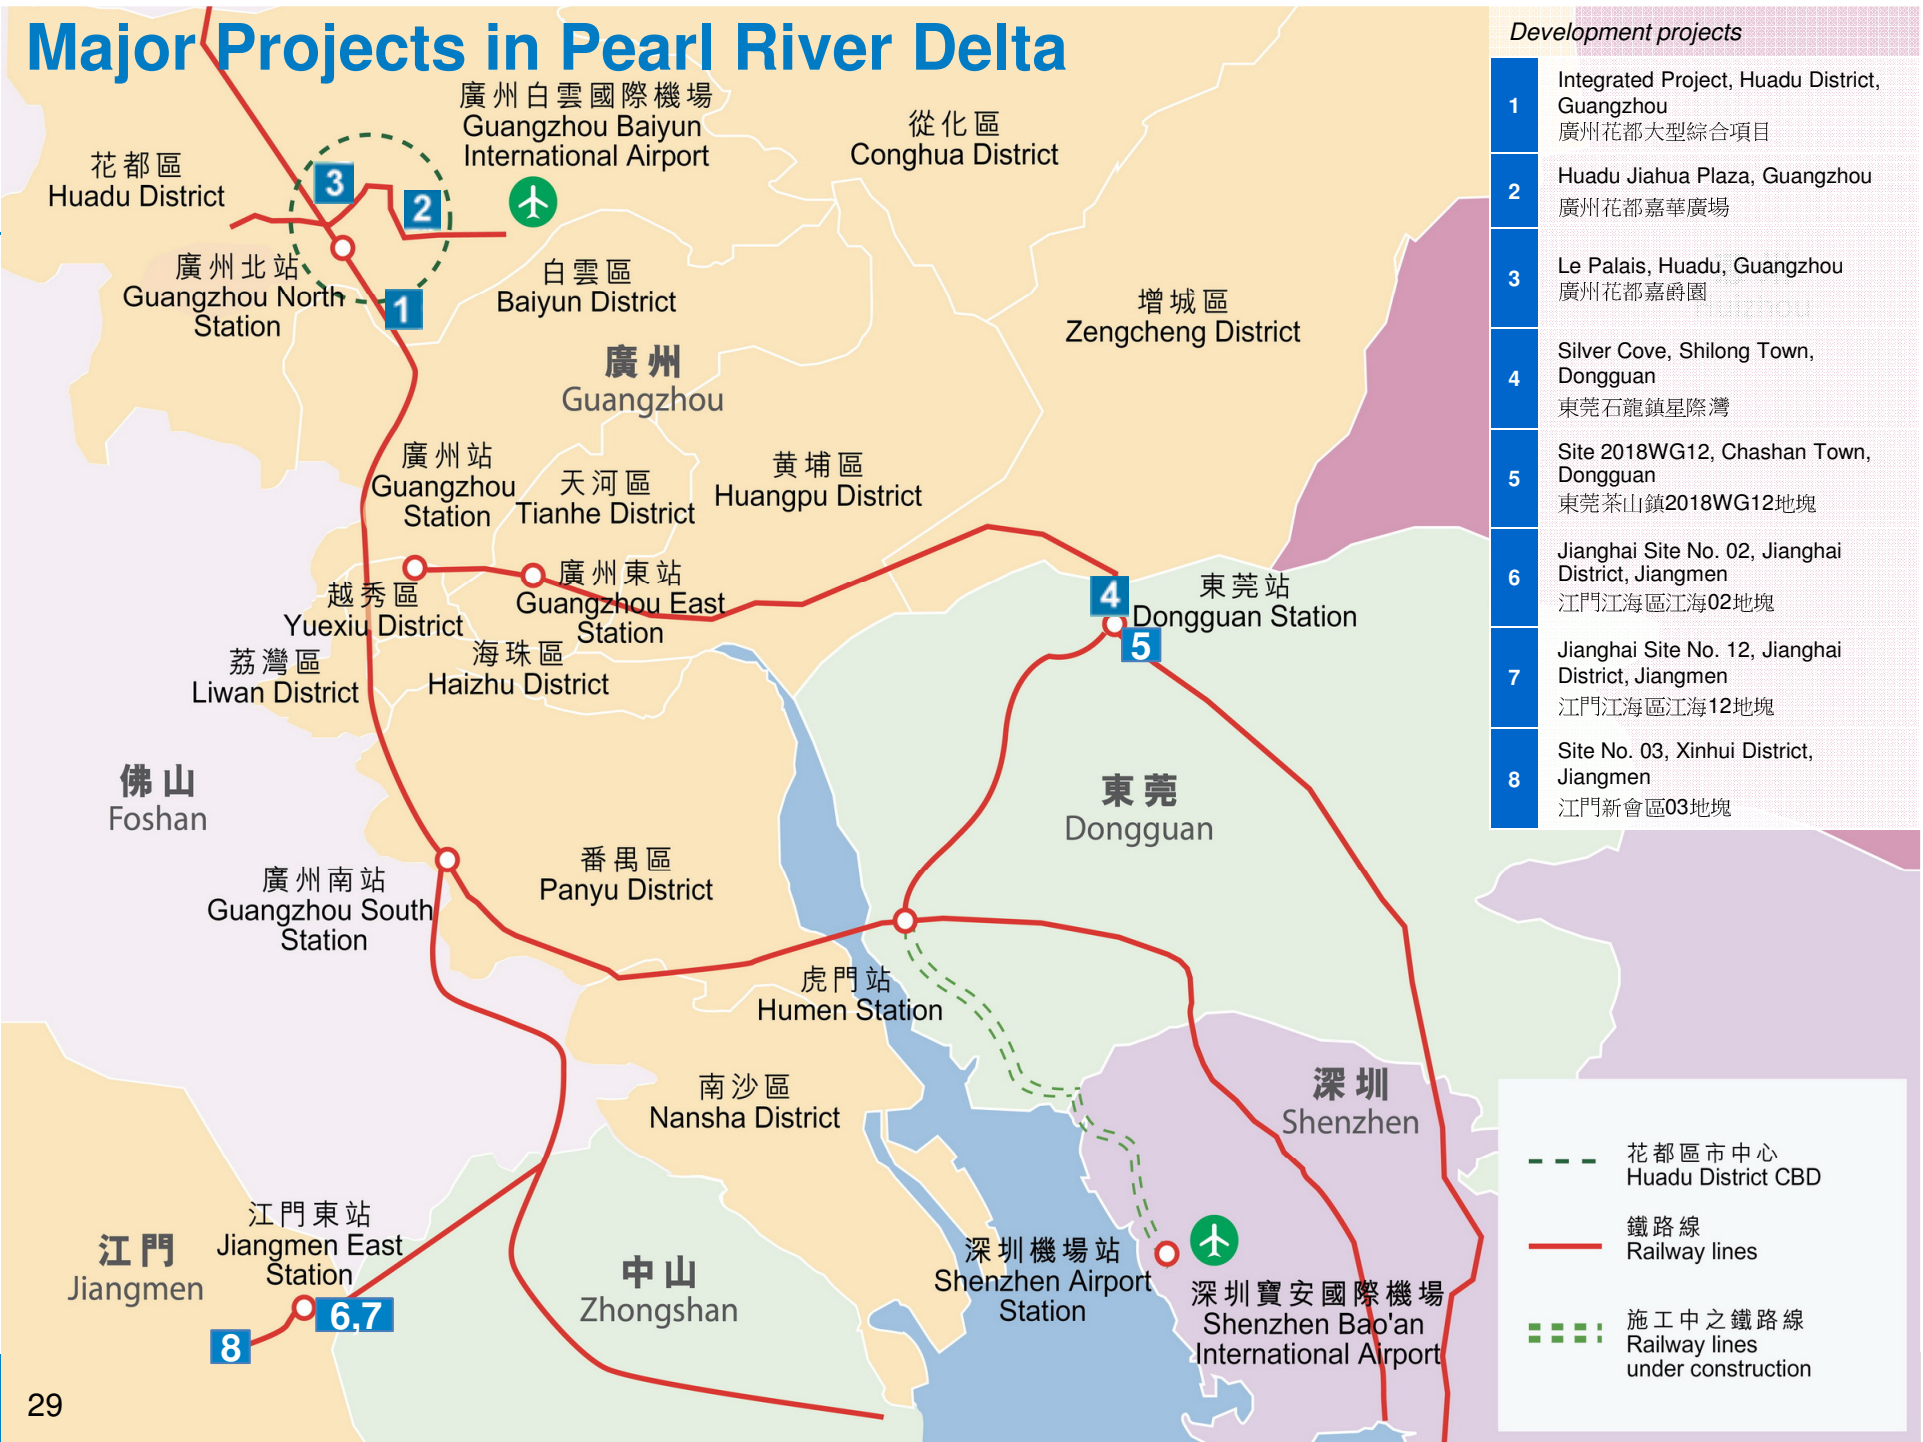 Major Projects in Pearl River Delta
廣州白雲國際機場
Guangzhou Baiyun
International Airport
從化區
Conghua District
花都區
Huadu District
3
2
廣州北站
Guangzhou North
Station
1
白雲區
Baiyun District
增城區
Zengcheng District
廣州
Guangzhou
廣州站
Guangzhou
Station
天河區
Tianhe District
黄埔區
Huangpu District
越秀區
Yuexiu District
廣州東站
Guangzhou East
Station
4
東莞站
Dongguan Station
5
荔灣區
Liwan District
海珠區
Haizhu District
佛山
Foshan
東莞
Dongguan
廣州南站
Guangzhou South
Station
番禺區
Panyu District
虎門站
Humen Station
南沙區
Nansha District
深圳
Shenzhen
江門
Jiangmen
江門東站
Jiangmen East
Station
6,7
8
中山
Zhongshan
深圳機場站
Shenzhen Airport
Station
深圳寶安國際機場
Shenzhen Bao'an
International Airport
29
Development projects
1
Integrated Project, Huadu District,
Guangzhou
廣州花都大型綜合項目
2
Huadu Jiahua Plaza, Guangzhou
廣州花都嘉華廣場
3
Le Palais, Huadu, Guangzhou
廣州花都嘉爵園
Huizhou
4
Silver Cove, Shilong Town,
Dongguan
東莞石龍鎮星際灣
5
Site 2018WG12, Chashan Town,
Dongguan
東莞茶山鎮2018WG12地塊
6
Jianghai Site No. 02, Jianghai
District, Jiangmen
江門江海區江海02地塊
7
Jianghai Site No. 12, Jianghai
District, Jiangmen
江門江海區江海12地塊
8
Site No. 03, Xinhui District,
Jiangmen
江門新會區03地塊
花都區市中心
Huadu District CBD
鐵路線
Railway lines
施工中之鐵路線
Railway lines
under construction